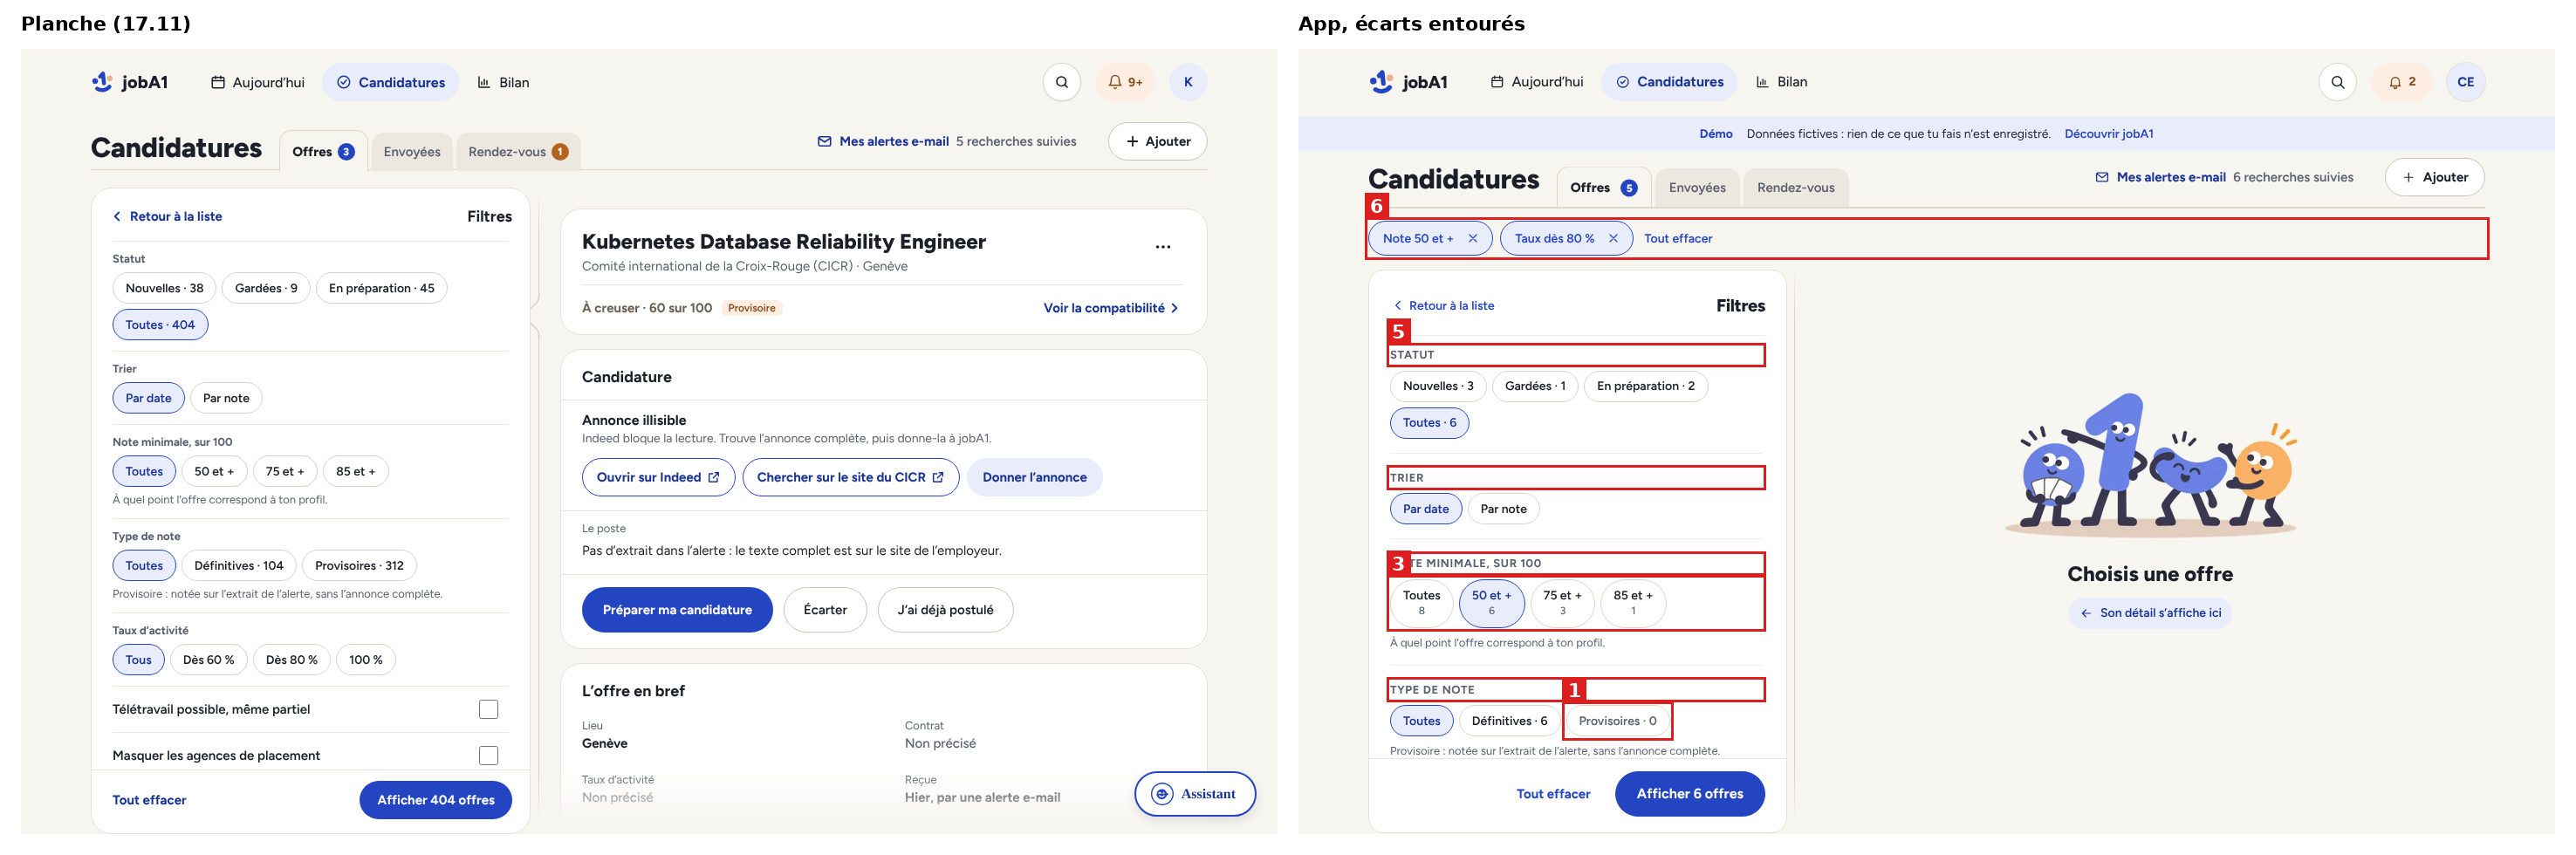 Planche (17.11)
jobA1 Aujourd'hui Candidatures Bilan 9+ K
Candidatures Offres 3 Envoyées Rendez-vous 1 Mes alertes e-mail 5 recherches suivies Ajouter
Retour à la liste Filtres
Statut
Nouvelles · 38 Gardées · 9 En préparation · 45
Toutes · 404
Trier
Par date Par note
Note minimale, sur 100
Toutes 50 et + 75 et + 85 et +
À quel point l'offre correspond à ton profil.
Type de note
Toutes Définitives · 104 Provisoires · 312
Provisoire : notée sur l'extrait de l'alerte, sans l'annonce complète.
Taux d'activité
Tous Dès 60 % Dès 80 % 100 %
Télétravail possible, même partiel
Masquer les agences de placement
Tout effacer Afficher 404 offres
Kubernetes Database Reliability Engineer
Comité international de la Croix-Rouge (CICR) · Genève
À creuser · 60 sur 100 Provisoire Voir la compatibilité
Candidature
Annonce illisible
Indeed bloque la lecture. Trouve l'annonce complète, puis donne-la à jobA1.
Ouvrir sur Indeed Chercher sur le site du CICR Donner l'annonce
Le poste
Pas d'extrait dans l'alerte : le texte complet est sur le site de l'employeur.
Préparer ma candidature Écarter J'ai déjà postulé
L'offre en bref
Lieu Contrat
Genève Non précisé
Taux d'activité Reçue
Non précisé Hier, par une alerte e-mail
Assistant
App, écarts entourés
jobA1 Aujourd'hui Candidatures Bilan 2 CE
Démo Données fictives : rien de ce que tu fais n'est enregistré. Découvrir jobA1
Candidatures Offres 5 Envoyées Rendez-vous Mes alertes e-mail 6 recherches suivies Ajouter
6
Note 50 et + Taux dès 80 % Tout effacer
Retour à la liste Filtres
5
STATUT
Nouvelles · 3 Gardées · 1 En préparation · 2
Toutes · 6
TRIER
Par date Par note
3
TE MINIMALE, SUR 100
Toutes 50 et + 75 et + 85 et +
8 6 3 1
À quel point l'offre correspond à ton profil.
TYPE DE NOTE 1
Toutes Définitives · 6 Provisoires · 0
Provisoire : notée sur l'extrait de l'alerte, sans l'annonce complète.
Tout effacer Afficher 6 offres
Choisis une offre
Son détail s'affiche ici